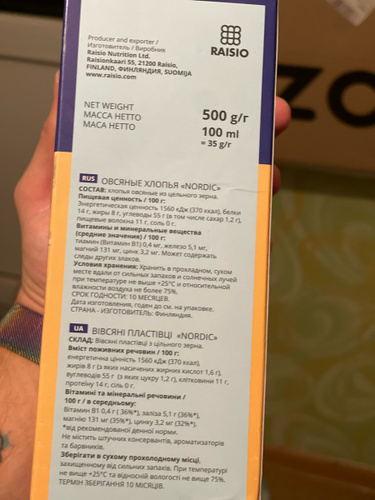 Producer and exporter /
Изготовитель / Виробник
Raisio Nutrition Ltd.
Raisionkaari 55, 21200 Raisio,
FINLAND, ФИНЛЯНДИЯ, SUOMIJA
www.raisio.com
RAISIO
NET WEIGHT
МАССА НЕТТО
МАСА НЕТТО
500 g/г
100 ml
= 35 g/г
ZO
RUS ОВСЯНЫЕ ХЛОПЬЯ «NORDIC»
СОСТАВ: хлопья овсяные из цельного зерна.
Пищевая ценность / 100 г:
Энергетическая ценность 1560 кДж (370 ккал), белки
14 г, жиры 8 г, углеводы 55 г (в том числе сахар 1,2 г),
пищевые волокна 11 г, соль 0 г.
Витамины и минеральные вещества
(средние значения) / 100 г:
тиамин (Витамин B1) 0,4 мг, железо 5,1 мг,
магний 131 мг, цинк 3,2 мг. Может содержать
следы других злаков.
Условия хранения: Хранить в прохладном, сухом
месте вдали от сильных запахов и солнечных лучей
при температуре не выше +25°C и относительной
влажности воздуха не более 75%.
СРОК ГОДНОСТИ: 10 МЕСЯЦЕВ.
Дата изготовления, годен до см. на упаковке.
СТРАНА - ИЗГОТОВИТЕЛЬ: Финляндия.
UA ВІВСЯНІ ПЛАСТІВЦІ «NORDIC»
СКЛАД: Вівсяні пластівці з цільного зерна.
Вміст поживних речовин / 100 г:
енергетична цінність 1560 кДж (370 ккал),
жирів 8 г (з яких насичених жирних кислот 1,6 г),
вуглеводів 55 г (з яких цукру 1,2 г), клітковини 11 г,
протеїну 14 г, сіль 0 г.
Вітаміні та мінеральні речовини /
100 г / в середньому:
Вітамін B1 0,4 г ( 36%*), заліза 5,1 г (36%*),
магнію 131 мг (35%*), цинку 3,2 мг (32%*).
*від рекомендованої денної норми.
Не містить штучних консервантів, ароматизаторів
та барвників.
Зберігати в сухому прохолодному місці,
захищенному від сильних запахів. При температурі
не вище +25°C та відносній вологості не вище 75%.
ТЕРМІН ЗБЕРІГАННЯ 10 МІСЯЦІВ.